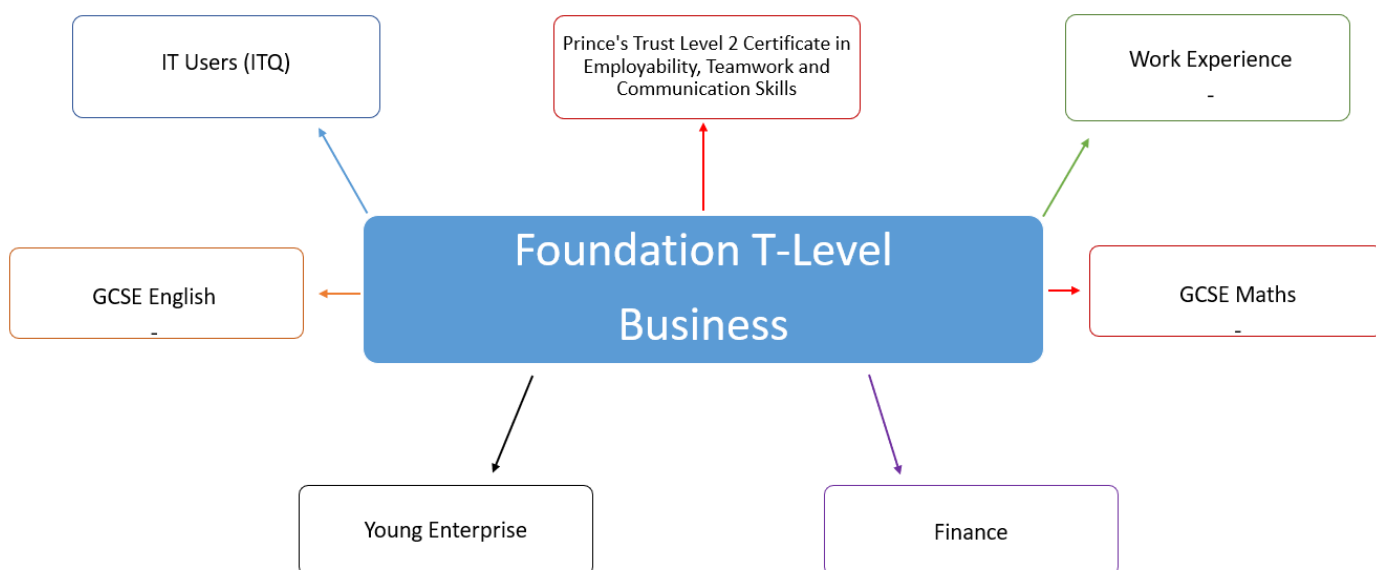 IT Users (ITQ)
Prince's Trust Level 2 Certificate in
Employability, Teamwork and
Communication Skills
Work Experience
-
Foundation T-Level
Business
GCSE English
-
GCSE Maths
-
Young Enterprise
Finance